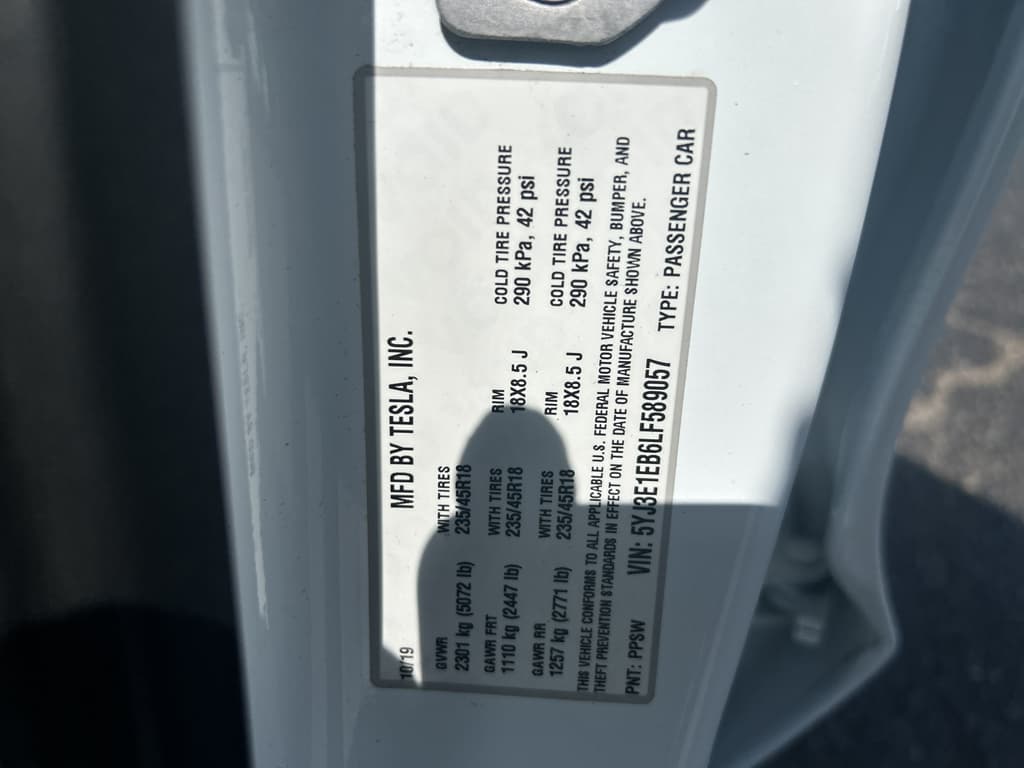 MFD BY TESLA, INC.
10/19
GVWR WITH TIRES
2301 kg (5072 lb) 235/45R18
GAWR FRT WITH TIRES RIM COLD TIRE PRESSURE
1110 kg (2447 lb) 235/45R18 18X8.5 J 290 kPa, 42 psi
GAWR RR WITH TIRES RIM COLD TIRE PRESSURE
1257 kg (2771 lb) 235/45R18 18X8.5 J 290 kPa, 42 psi
THIS VEHICLE CONFORMS TO ALL APPLICABLE U.S. FEDERAL MOTOR VEHICLE SAFETY, BUMPER, AND
THEFT PREVENTION STANDARDS IN EFFECT ON THE DATE OF MANUFACTURE SHOWN ABOVE.
PNT: PPSW VIN: 5YJ3E1EB6LF589057 TYPE: PASSENGER CAR